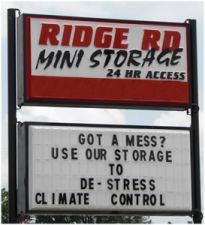 RIDGE RD
MINI STORAGE
24 HR ACCESS
GOT A MESS?
USE OUR STORAGE
TO
DE-STRESS
CLIMATE CONTROL